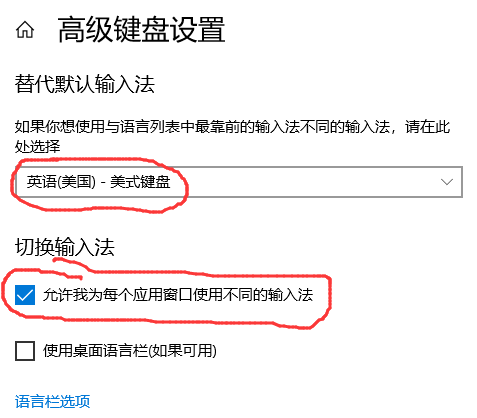 高级键盘设置
替代默认输入法
如果你想使用与语言列表中最靠前的输入法不同的输入法，请在此
处选择
英语(美国) - 美式键盘
切换输入法
允许我为每个应用窗口使用不同的输入法
使用桌面语言栏(如果可用)
语言栏选项